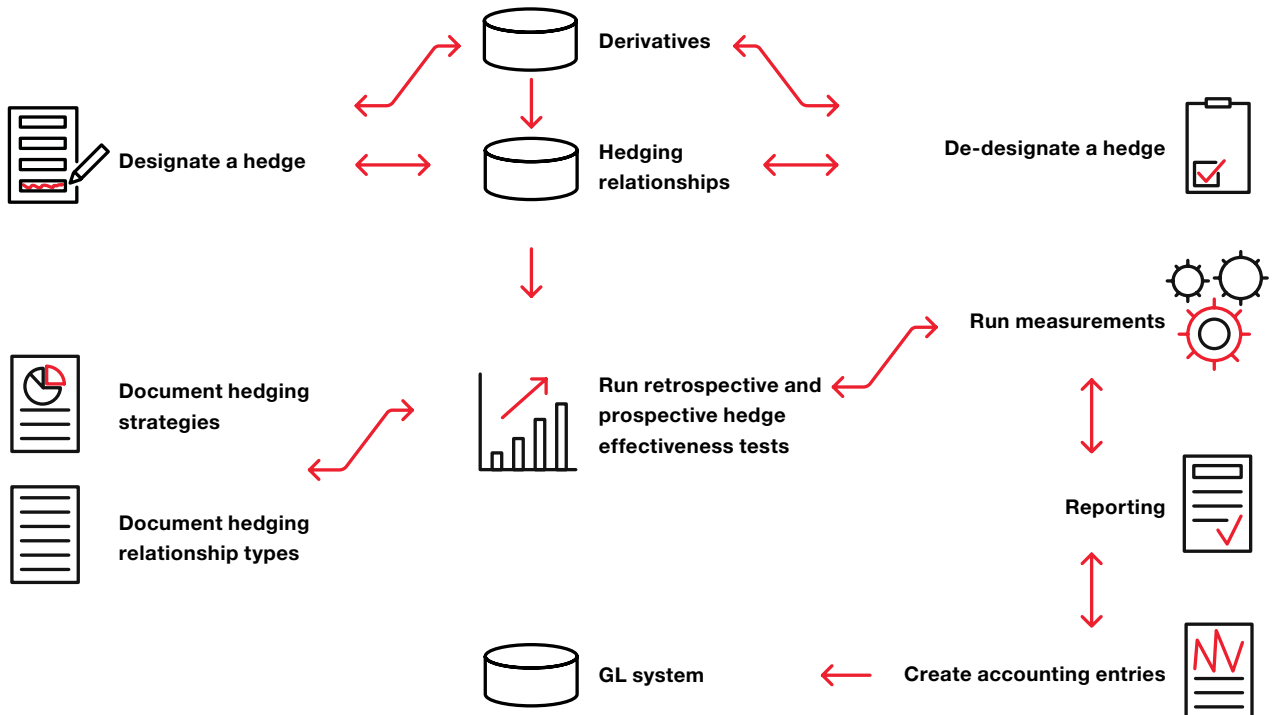 Derivatives
Designate a hedge
Hedging
relationships
De-designate a hedge
Run measurements
Document hedging
strategies
Run retrospective and
prospective hedge
effectiveness tests
Reporting
Document hedging
relationship types
GL system
Create accounting entries